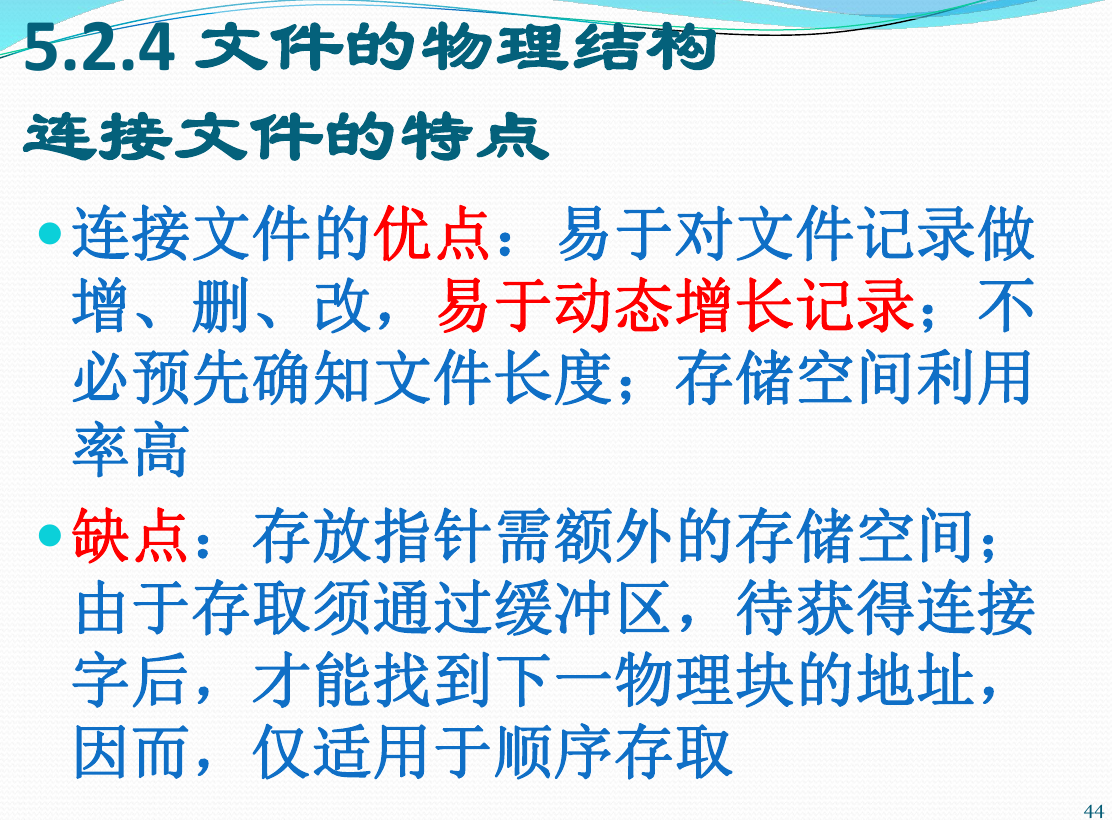 5.2.4 文件的物理结构
连接文件的特点
•连接文件的优点：易于对文件记录做
增、删、改，易于动态增长记录；不
必预先确知文件长度；存储空间利用
率高
•缺点：存放指针需额外的存储空间；
由于存取须通过缓冲区，待获得连接
字后，才能找到下一物理块的地址，
因而，仅适用于顺序存取
44